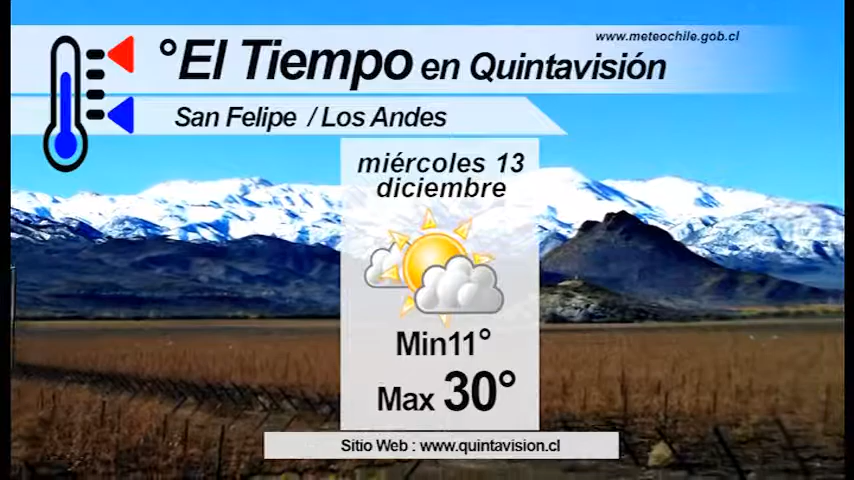 www.meteochile.gob.cl
°El Tiempo en Quintavisión
San Felipe / Los Andes
miércoles 13
diciembre
Min11°
Max 30°
Sitio Web : www.quintavision.cl